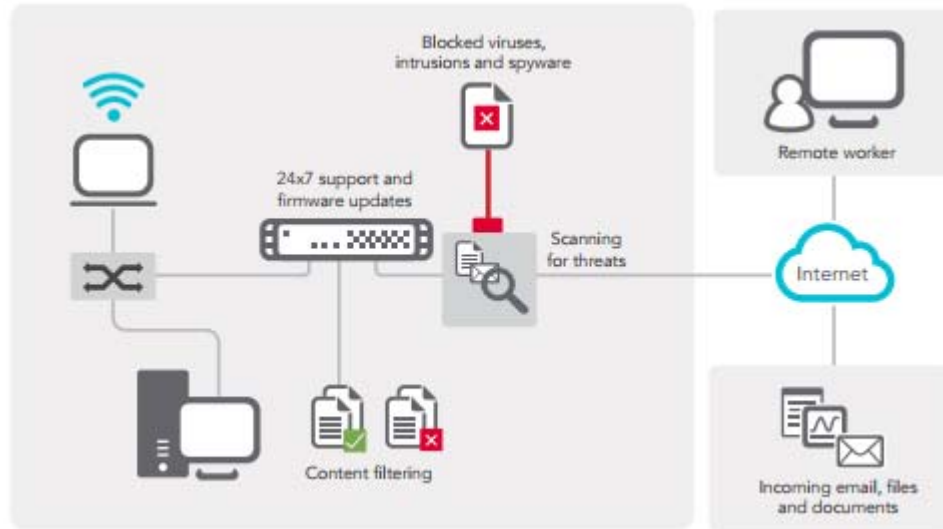 Blocked viruses,
intrusions and spyware
24x7 support and
firmware updates
Scanning
for threats
Content filtering
Remote worker
Internet
Incoming email, files
and documents